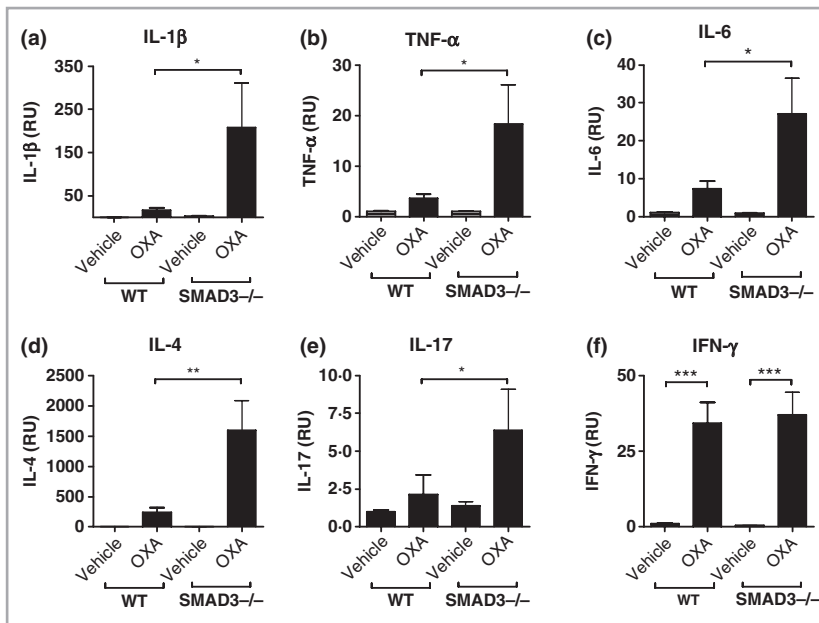 (a) IL-1β
IL-1β (RU)
350
250
150
50
*
Vehicle
OXA
Vehicle
OXA
WT
SMAD3–/–
(b) TNF-α
TNF-α (RU)
30
20
10
0
*
Vehicle
OXA
Vehicle
OXA
WT
SMAD3–/–
(c) IL-6
IL-6 (RU)
40
30
20
10
0
*
Vehicle
OXA
Vehicle
OXA
WT
SMAD3–/–
(d) IL-4
IL-4 (RU)
2500
2000
1500
1000
500
0
**
Vehicle
OXA
Vehicle
OXA
WT
SMAD3–/–
(e) IL-17
IL-17 (RU)
10·0
7·5
5·0
2·5
0·0
*
Vehicle
OXA
Vehicle
OXA
WT
SMAD3–/–
(f) IFN-γ
IFN-γ (RU)
50
25
0
***
***
Vehicle
OXA
Vehicle
OXA
WT
SMAD3–/–